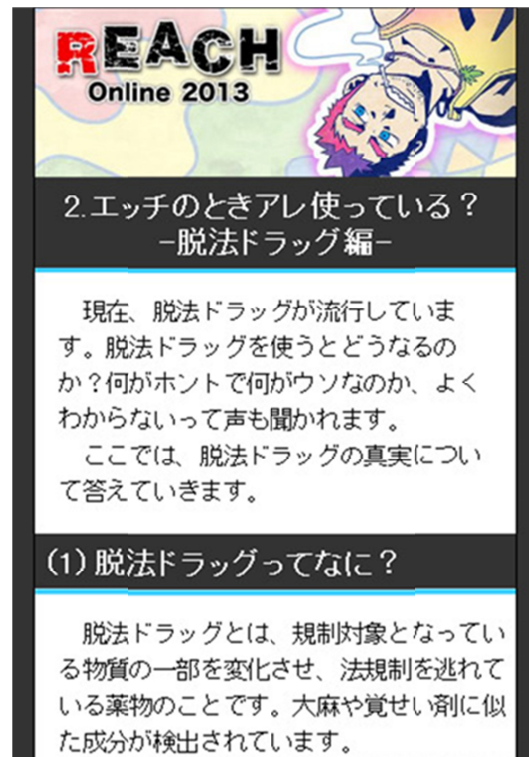 REACH
Online 2013
2.エッチのときアレ使っている？
−脱法ドラッグ編−
現在、脱法ドラッグが流行していま
す。脱法ドラッグを使うとどうなるの
か？何がホントで何がウソなのか、よく
わからないって声も聞かれます。
ここでは、脱法ドラッグの真実につい
て答えていきます。
(1)脱法ドラッグってなに？
脱法ドラッグとは、規制対象となってい
る物質の一部を変化させ、法規制を逃れて
いる薬物のことです。大麻や覚せい剤に似
た成分が検出されています。